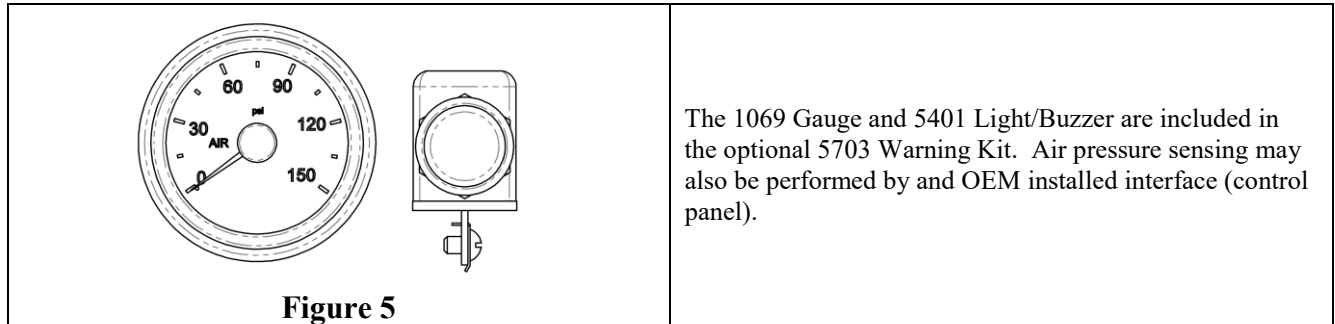 60 90
psi
30 120
AIR
0 150
Figure 5
The 1069 Gauge and 5401 Light/Buzzer are included in
the optional 5703 Warning Kit. Air pressure sensing may
also be performed by and OEM installed interface (control
panel).